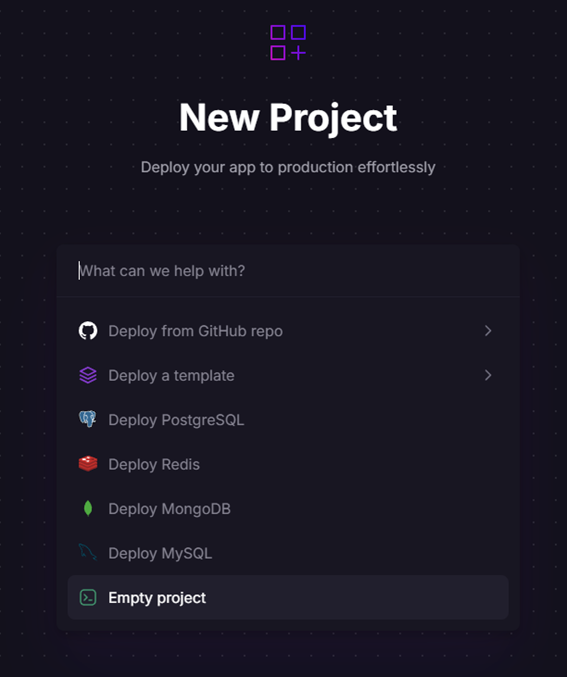 New Project
Deploy your app to production effortlessly
What can we help with?
Deploy from GitHub repo
Deploy a template
Deploy PostgreSQL
Deploy Redis
Deploy MongoDB
Deploy MySQL
Empty project